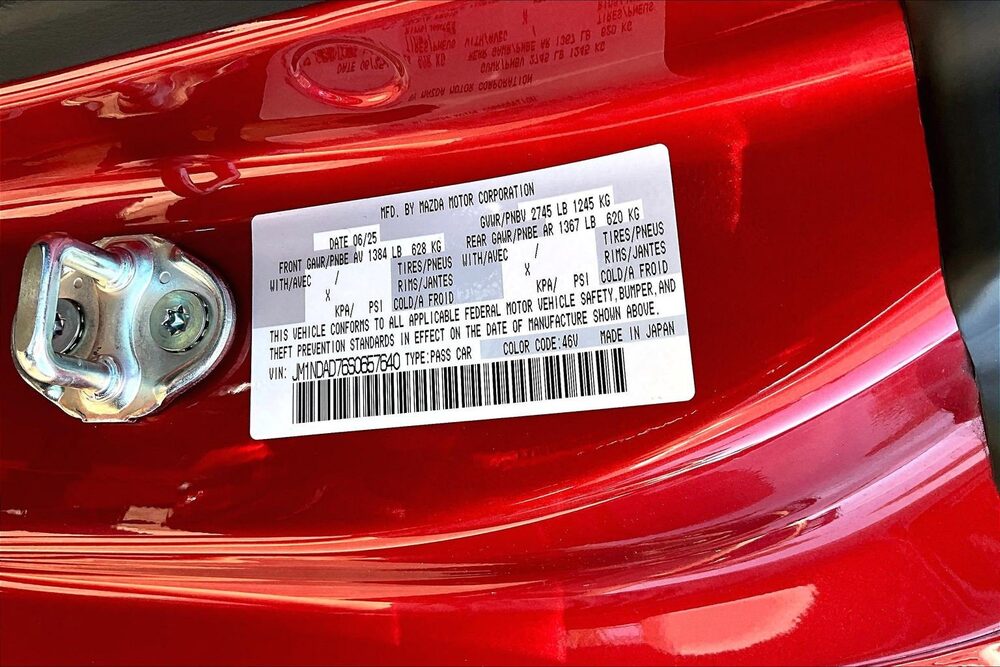 MFD. BY MAZDA MOTOR CORPORATION
DATE 06/25 GVWR/PNBV 2745 LB 1245 KG
FRONT GAWR/PNBE AV 1384 LB 628 KG REAR GAWR/PNBE AR 1367 LB 620 KG
WITH/AVEC / TIRES/PNEUS WITH/AVEC / TIRES/PNEUS
X RIMS/JANTES X RIMS/JANTES
KPA/ PSI COLD/A FROID KPA/ PSI COLD/A FROID
THIS VEHICLE CONFORMS TO ALL APPLICABLE FEDERAL MOTOR VEHICLE SAFETY, BUMPER, AND
THEFT PREVENTION STANDARDS IN EFFECT ON THE DATE OF MANUFACTURE SHOWN ABOVE.
VIN: JM1NDAD76S0657640 TYPE:PASS CAR COLOR CODE:46V MADE IN JAPAN